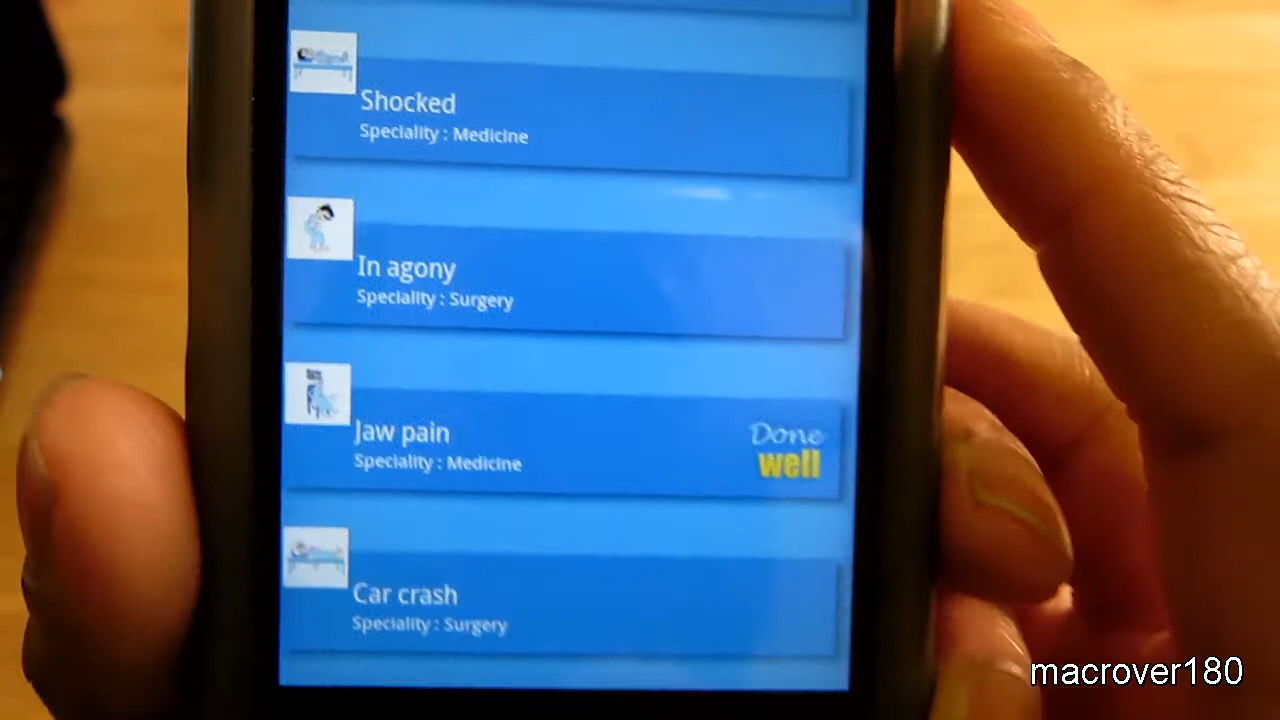 Shocked
Speciality : Medicine
In agony
Speciality : Surgery
Jaw pain
Speciality : Medicine
Done
well
Car crash
Speciality : Surgery
macrover180